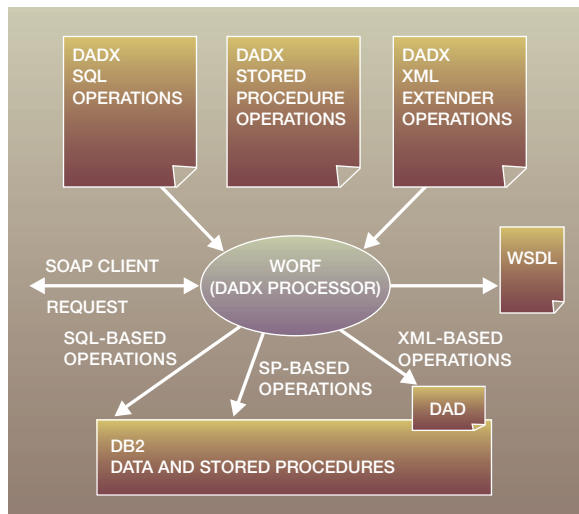 DADX
SQL
OPERATIONS
DADX
STORED
PROCEDURE
OPERATIONS
DADX
XML
EXTENDER
OPERATIONS
WORF
(DADX PROCESSOR)
WSDL
SOAP CLIENT
REQUEST
SQL-BASED
OPERATIONS
SP-BASED
OPERATIONS
XML-BASED
OPERATIONS
DAD
DB2
DATA AND STORED PROCEDURES